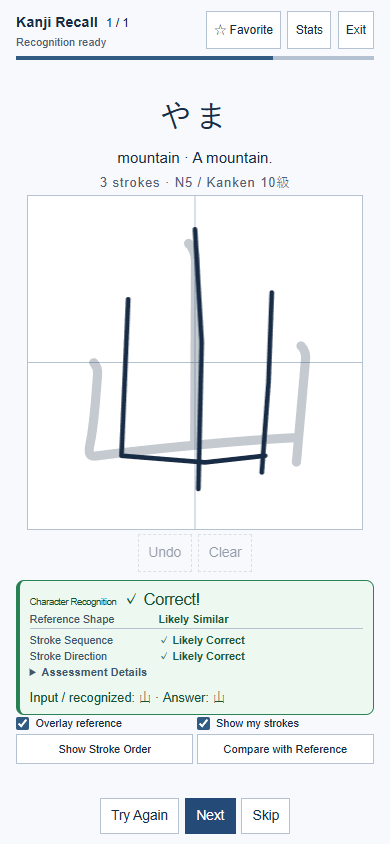 Kanji Recall 1 / 1
Recognition ready
☆ Favorite
Stats
Exit
やま
mountain · A mountain.
3 strokes · N5 / Kanken 10級
山
Undo
Clear
Character Recognition ✓ Correct!
Reference Shape Likely Similar
Stroke Sequence ✓ Likely Correct
Stroke Direction ✓ Likely Correct
▶ Assessment Details
Input / recognized: 山 · Answer: 山
Overlay reference
Show my strokes
Show Stroke Order
Compare with Reference
Try Again
Next
Skip